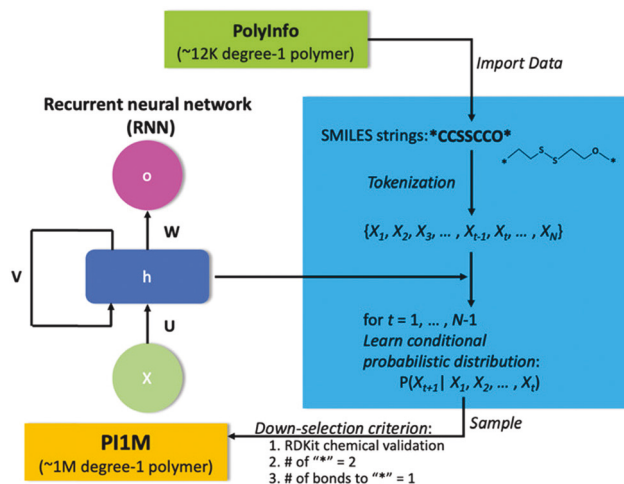 PolyInfo
(~12K degree-1 polymer)
Import Data
Recurrent neural network
(RNN)
O
W
V
h
U
X
SMILES strings: *CCSSCCO*
* S S O *
Tokenization
{X1, X2, X3, ... , Xt-1, Xt, ... , XN}
for t = 1, ... , N-1
Learn conditional
probabilistic distribution:
P(Xt+1| X1, X2, ... , Xt)
Sample
Down-selection criterion:
1. RDKit chemical validation
2. # of "*" = 2
3. # of bonds to "*" = 1
PI1M
(~1M degree-1 polymer)